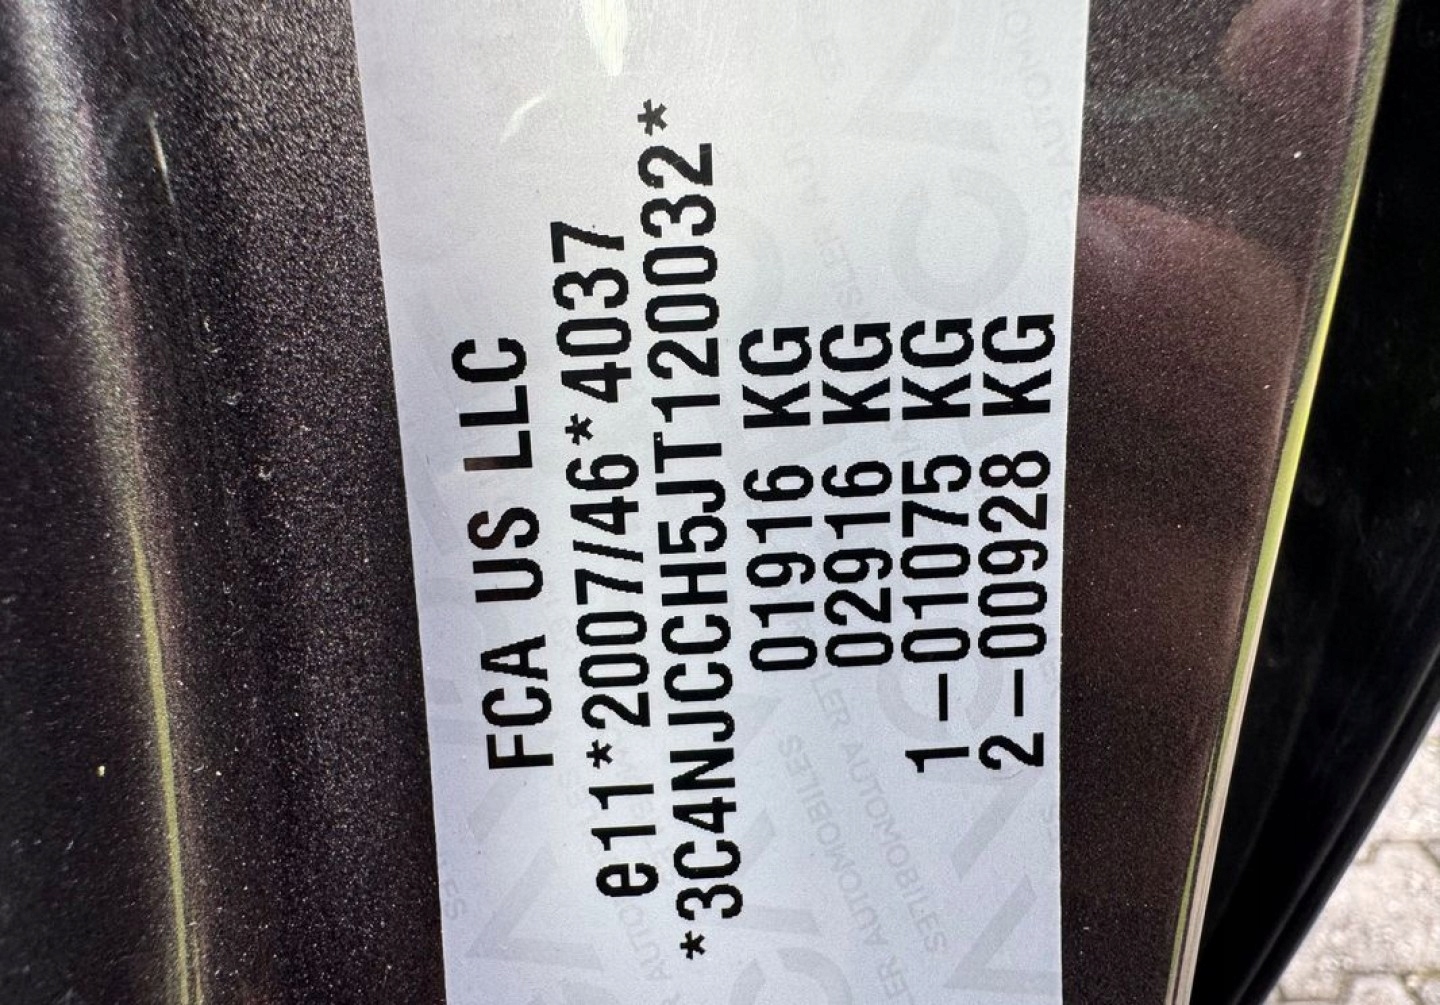 FCA US LLC
e11*2007/46*4037
*3C4NJCCH5JT120032*
01916 KG
02916 KG
1-01075 KG
2-00928 KG